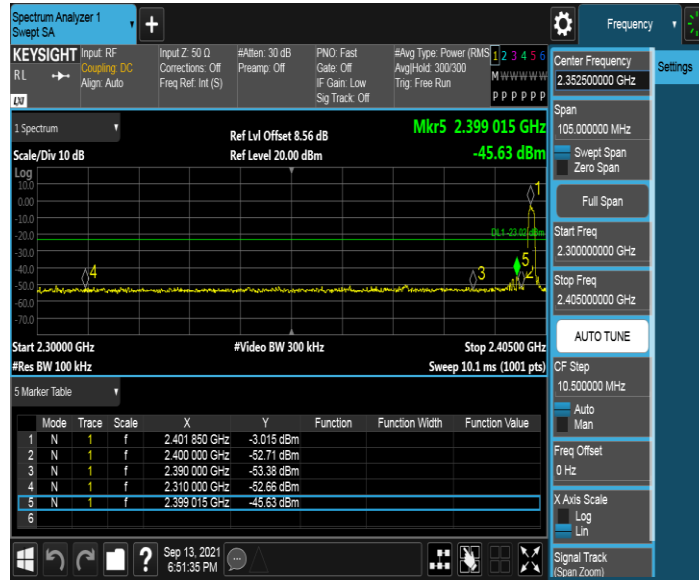 Spectrum Analyzer 1
Swept SA
Frequency
KEYSIGHT
RL
LXI
Input: RF
Coupling: DC
Align: Auto
Input Z: 50 Ω
Corrections: Off
Freq Ref: Int (S)
#Atten: 30 dB
Preamp: Off
PNO: Fast
Gate: Off
IF Gain: Low
Sig Track: Off
#Avg Type: Power (RMS
Avg|Hold: 300/300
Trig: Free Run
1 2 3 4 5 6
M W W W W W
P P P P P P
1 Spectrum
Scale/Div 10 dB
Ref Lvl Offset 8.56 dB
Ref Level 20.00 dBm
Mkr5 2.399 015 GHz
-45.63 dBm
Log
10.0
0.00
-10.0
-20.0
-30.0
-40.0
-50.0
-60.0
-70.0
DL1 -23.02 dBm
1
4
3
5
2
Start 2.30000 GHz
#Video BW 300 kHz
Stop 2.40500 GHz
#Res BW 100 kHz
Sweep 10.1 ms (1001 pts)
5 Marker Table
Mode Trace Scale X Y Function Function Width Function Value
1 N 1 f 2.401 850 GHz -3.015 dBm
2 N 1 f 2.400 000 GHz -52.71 dBm
3 N 1 f 2.390 000 GHz -53.38 dBm
4 N 1 f 2.310 000 GHz -52.66 dBm
5 N 1 f 2.399 015 GHz -45.63 dBm
6
Sep 13, 2021
6:51:35 PM
Settings
Center Frequency
2.352500000 GHz
Span
105.000000 MHz
Swept Span
Zero Span
Full Span
Start Freq
2.300000000 GHz
Stop Freq
2.405000000 GHz
AUTO TUNE
CF Step
10.500000 MHz
Auto
Man
Freq Offset
0 Hz
X Axis Scale
Log
Lin
Signal Track
(Span Zoom)